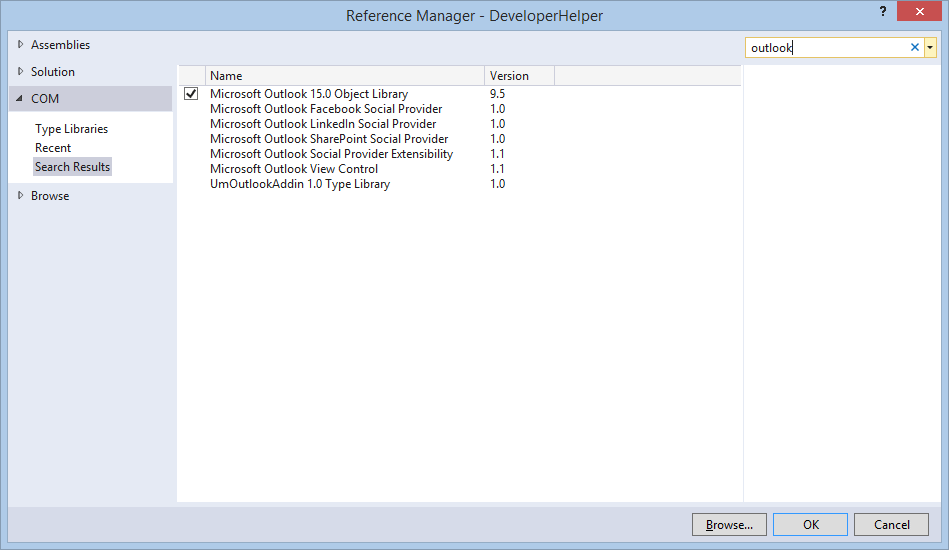 Reference Manager - DeveloperHelper
?
Assemblies
Solution
COM
Type Libraries
Recent
Search Results
Browse
outlook
Name Version
Microsoft Outlook 15.0 Object Library 9.5
Microsoft Outlook Facebook Social Provider 1.0
Microsoft Outlook LinkedIn Social Provider 1.0
Microsoft Outlook SharePoint Social Provider 1.0
Microsoft Outlook Social Provider Extensibility 1.1
Microsoft Outlook View Control 1.1
UmOutlookAddin 1.0 Type Library 1.0
Browse... OK Cancel